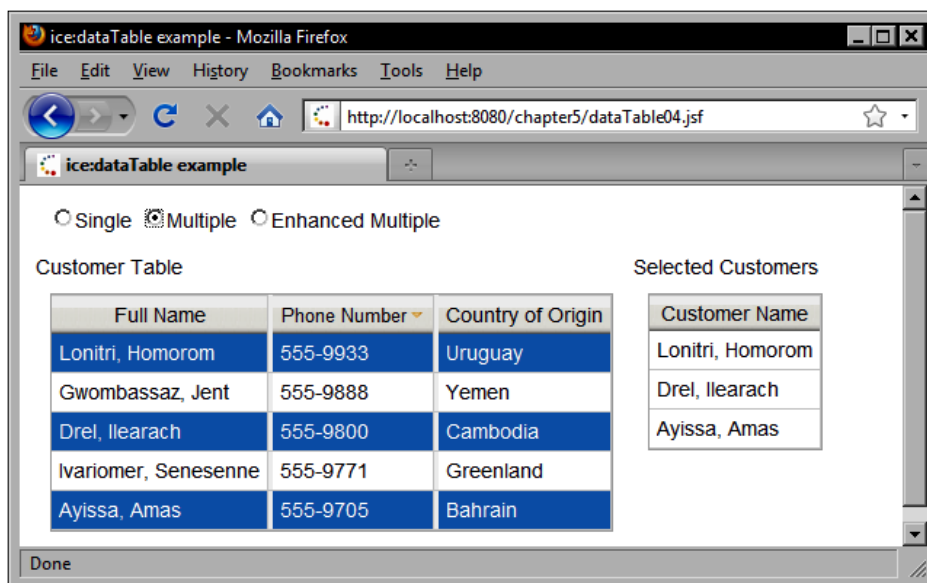 ice:dataTable example - Mozilla Firefox
File Edit View History Bookmarks Tools Help
http://localhost:8080/chapter5/dataTable04.jsf
ice:dataTable example
Single Multiple Enhanced Multiple
Customer Table
Full Name Phone Number Country of Origin
Lonitri, Homorom 555-9933 Uruguay
Gwombassaz, Jent 555-9888 Yemen
Drel, Ilearach 555-9800 Cambodia
Ivariomer, Senesenne 555-9771 Greenland
Ayissa, Amas 555-9705 Bahrain
Selected Customers
Customer Name
Lonitri, Homorom
Drel, Ilearach
Ayissa, Amas
Done